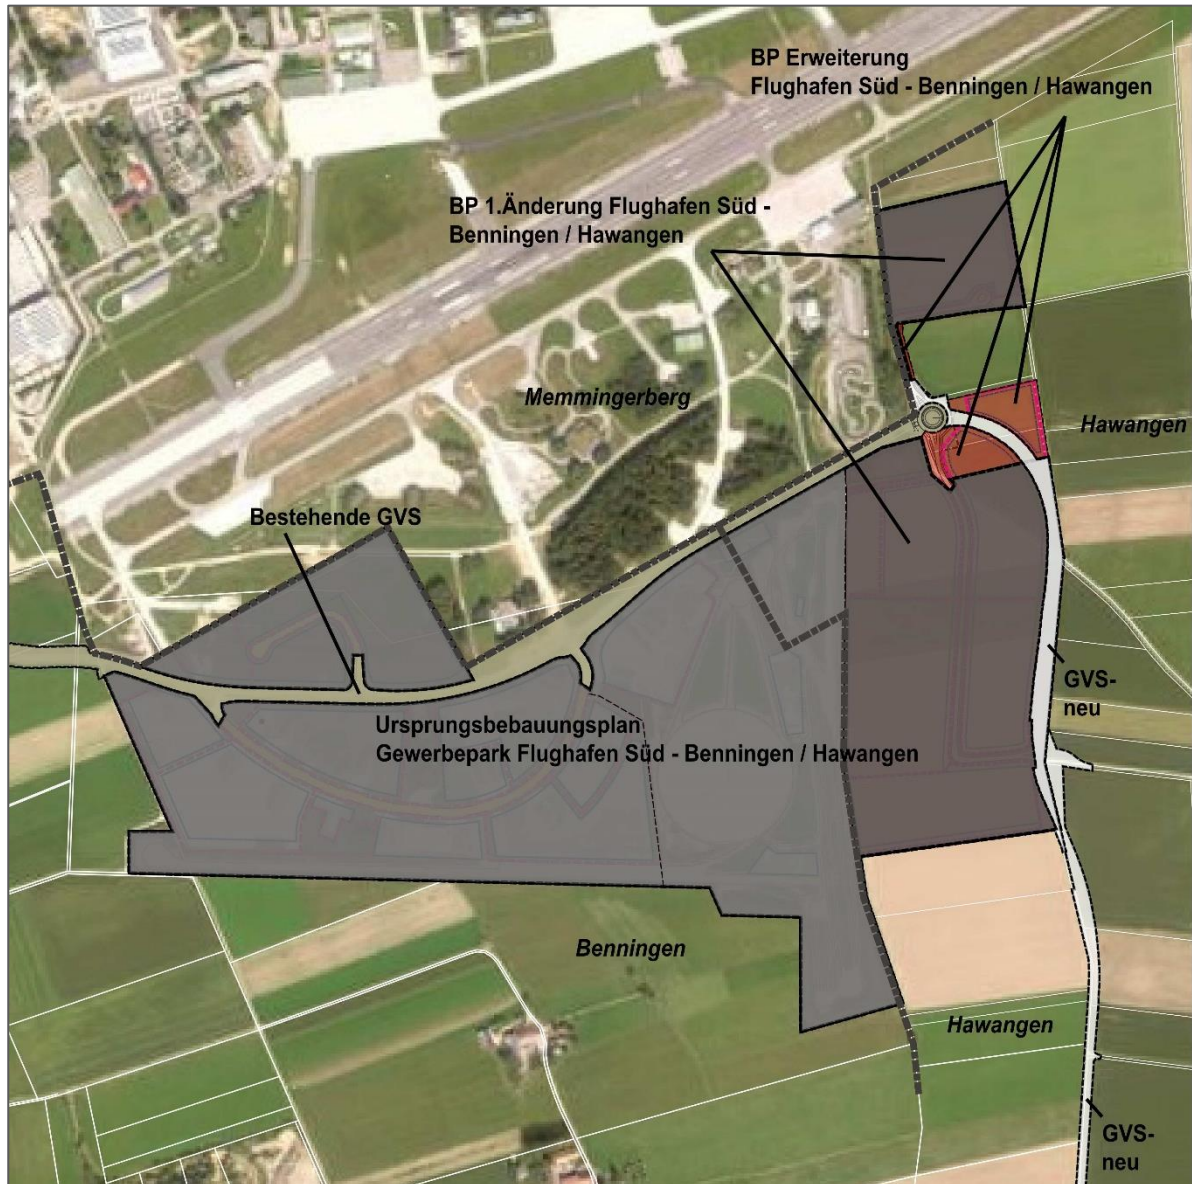 BP Erweiterung
Flughafen Süd - Benningen / Hawangen
BP 1.Änderung Flughafen Süd -
Benningen / Hawangen
Memmingerberg
Hawangen
Bestehende GVS
GVS-
neu
Ursprungsbebauungsplan
Gewerbepark Flughafen Süd - Benningen / Hawangen
Benningen
Hawangen
GVS-
neu